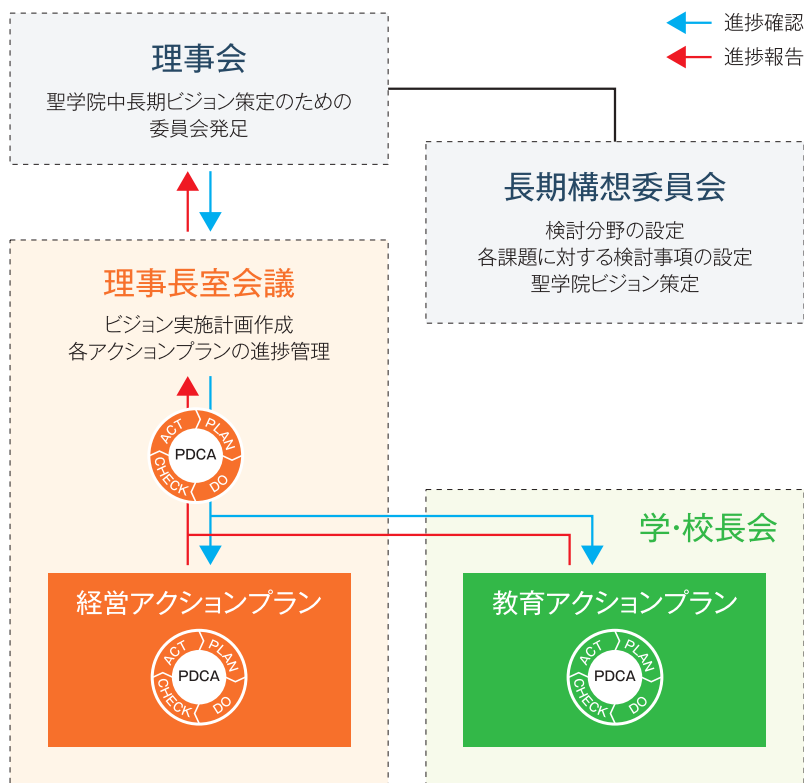 進捗確認
進捗報告
理事会
聖学院中長期ビジョン策定のための
委員会発足
長期構想委員会
検討分野の設定
各課題に対する検討事項の設定
聖学院ビジョン策定
理事長室会議
ビジョン実施計画作成
各アクションプランの進捗管理
PDCA
PLAN
DO
CHECK
ACT
学・校長会
経営アクションプラン
PDCA
PLAN
DO
CHECK
ACT
教育アクションプラン
PDCA
PLAN
DO
CHECK
ACT